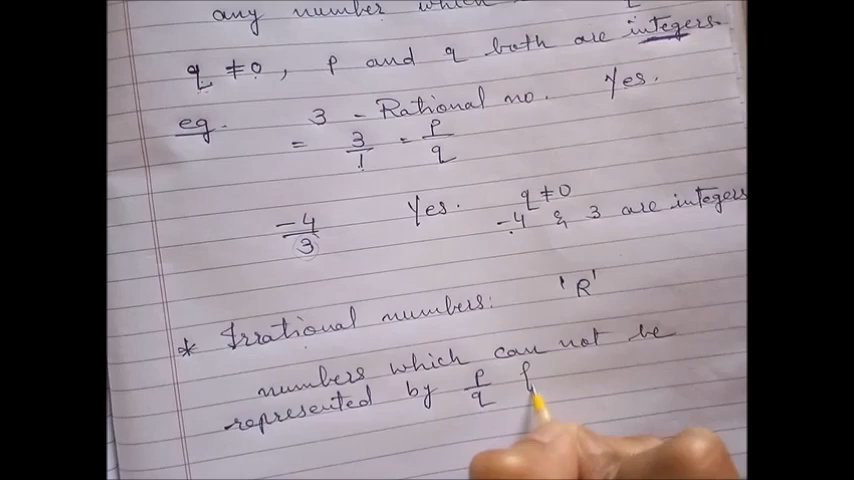 any number which
q ≠ 0, p and q both are integers.
eg. 3 - Rational no. Yes.
= 3/1 = p/q
-4/3 Yes. q ≠ 0
-4 & 3 are integers
* Irrational numbers: 'R'
numbers which can not be
represented by p/q f